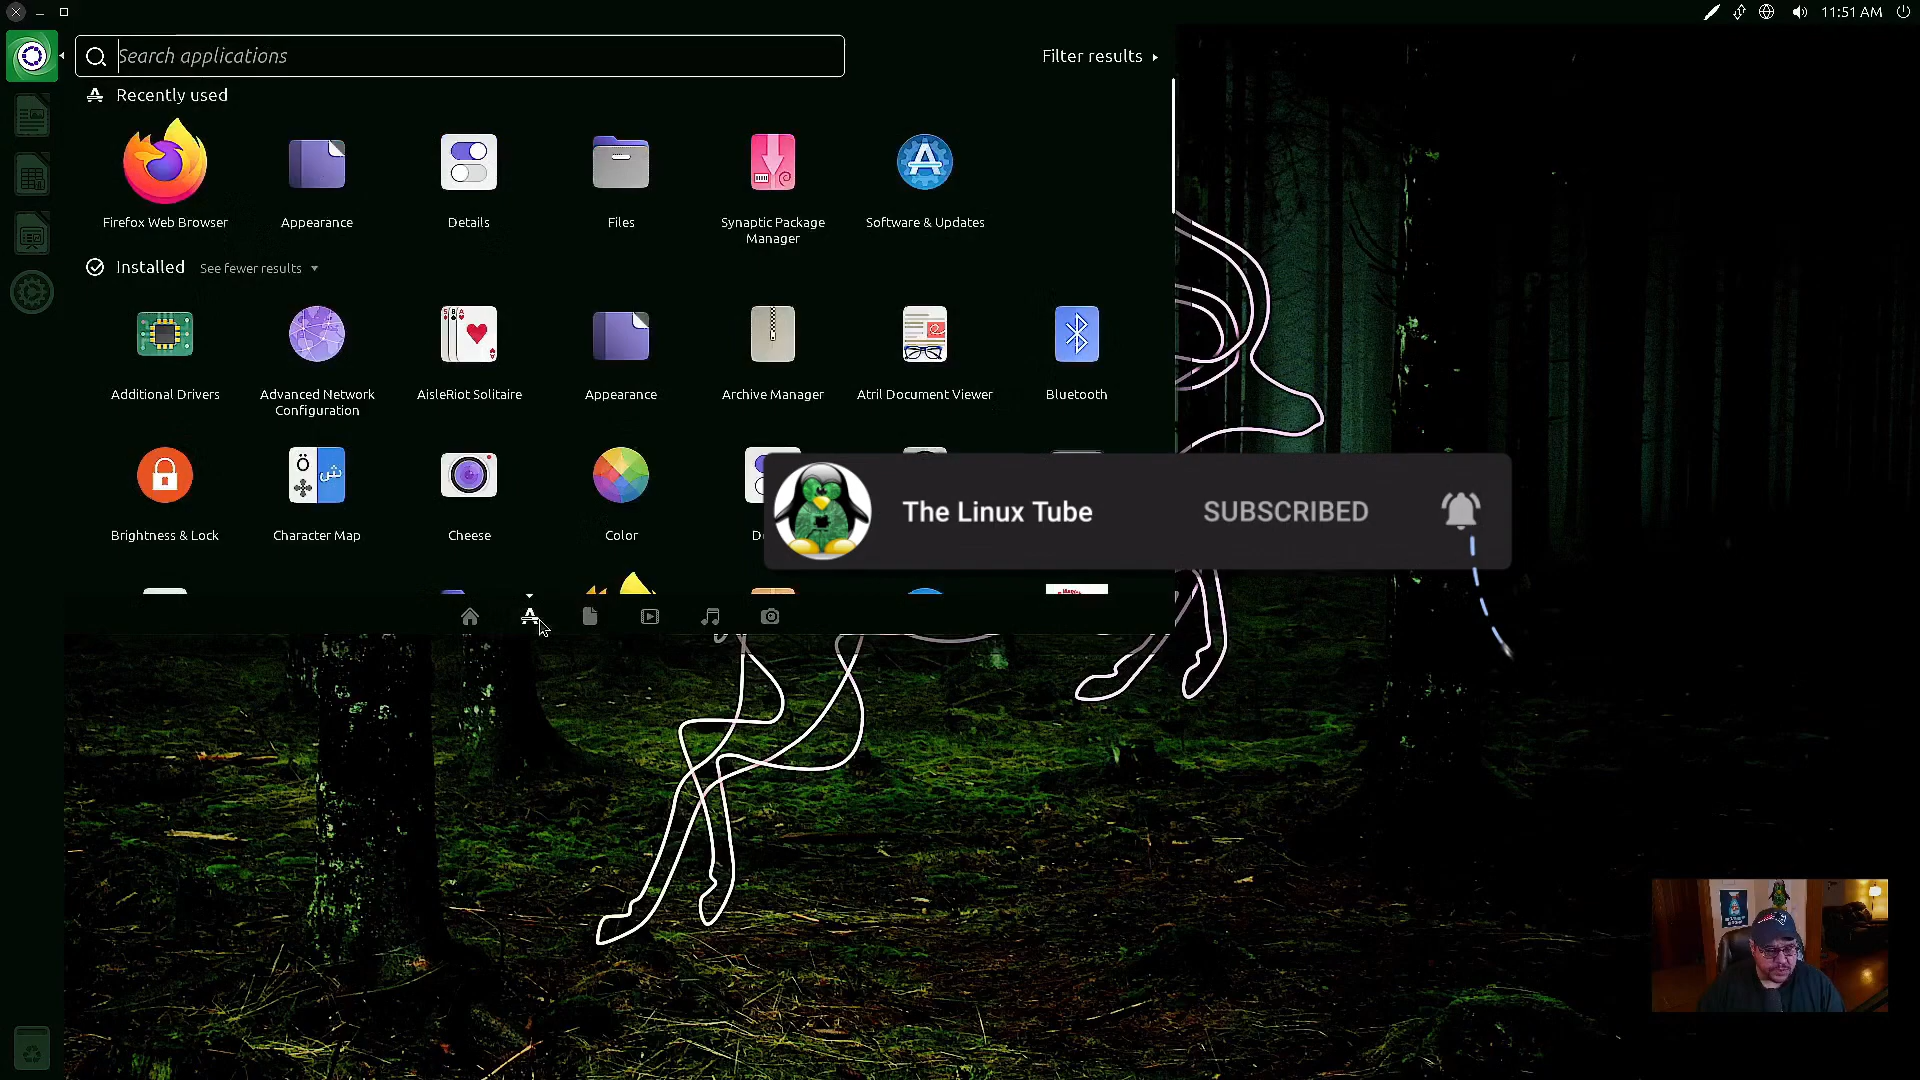 11:51 AM
Search applications
Filter results
Recently used
Firefox Web Browser
Appearance
Details
Files
Synaptic Package
Manager
Software & Updates
Installed
See fewer results
Additional Drivers
Advanced Network
Configuration
AisleRiot Solitaire
Appearance
Archive Manager
Atril Document Viewer
Bluetooth
Brightness & Lock
Character Map
Cheese
Color
The Linux Tube
SUBSCRIBED